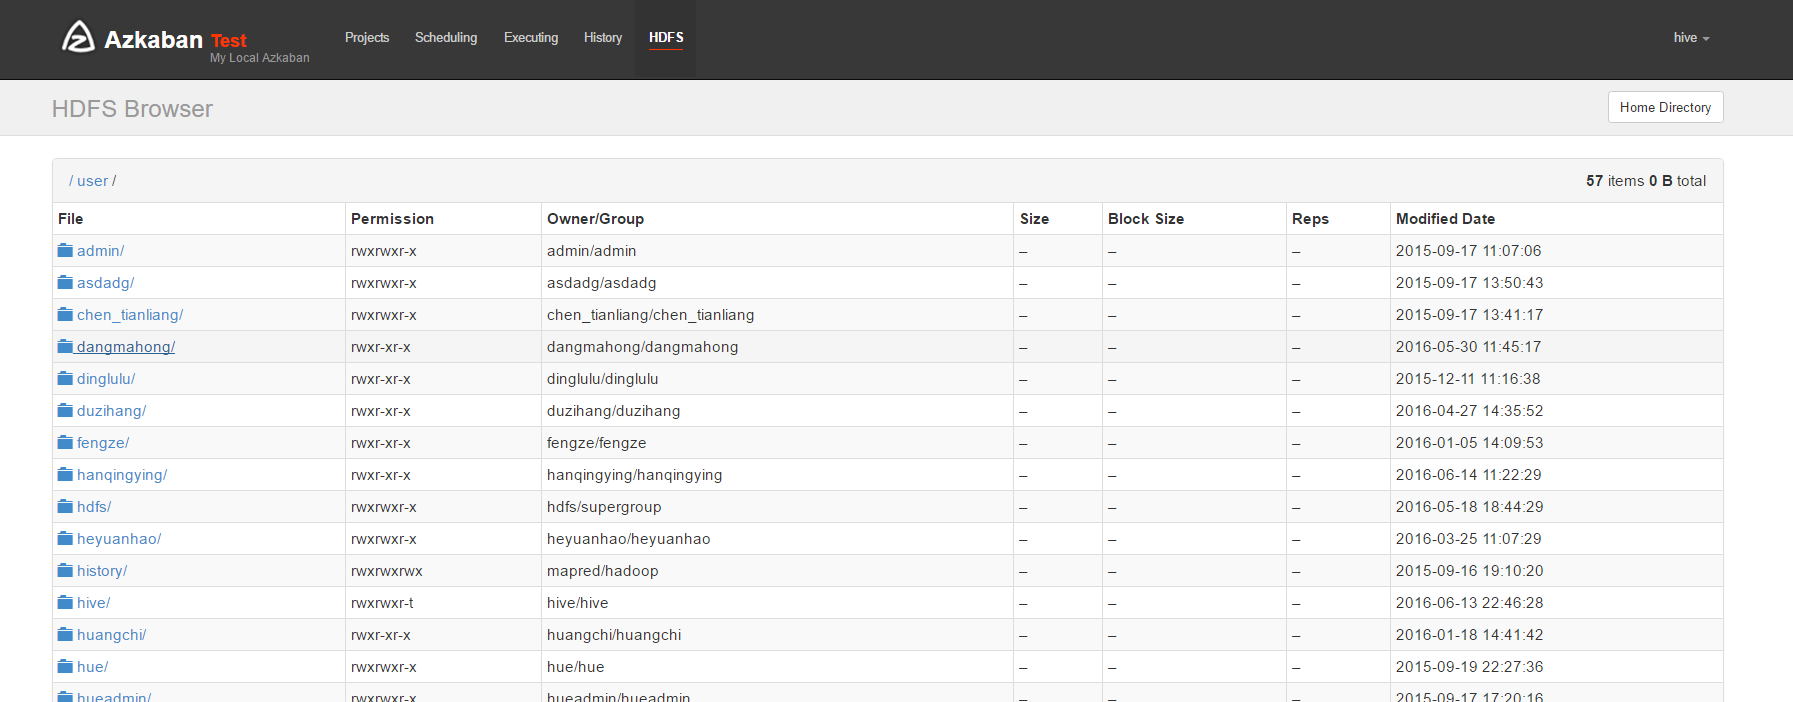 Azkaban Test
My Local Azkaban
Projects Scheduling Executing History HDFS hive
HDFS Browser Home Directory
/ user / 57 items 0 B total
File Permission Owner/Group Size Block Size Reps Modified Date
admin/ rwxrwxr-x admin/admin – – – 2015-09-17 11:07:06
asdadg/ rwxrwxr-x asdadg/asdadg – – – 2015-09-17 13:50:43
chen_tianliang/ rwxrwxr-x chen_tianliang/chen_tianliang – – – 2015-09-17 13:41:17
dangmahong/ rwxr-xr-x dangmahong/dangmahong – – – 2016-05-30 11:45:17
dinglulu/ rwxr-xr-x dinglulu/dinglulu – – – 2015-12-11 11:16:38
duzihang/ rwxr-xr-x duzihang/duzihang – – – 2016-04-27 14:35:52
fengze/ rwxr-xr-x fengze/fengze – – – 2016-01-05 14:09:53
hanqingying/ rwxr-xr-x hanqingying/hanqingying – – – 2016-06-14 11:22:29
hdfs/ rwxrwxr-x hdfs/supergroup – – – 2016-05-18 18:44:29
heyuanhao/ rwxrwxr-x heyuanhao/heyuanhao – – – 2016-03-25 11:07:29
history/ rwxrwxrwx mapred/hadoop – – – 2015-09-16 19:10:20
hive/ rwxrwxr-t hive/hive – – – 2016-06-13 22:46:28
huangchi/ rwxr-xr-x huangchi/huangchi – – – 2016-01-18 14:41:42
hue/ rwxrwxr-x hue/hue – – – 2015-09-19 22:27:36
hueadmin/ rwxrwxr-x hueadmin/hueadmin – – – 2015-09-17 17:20:16